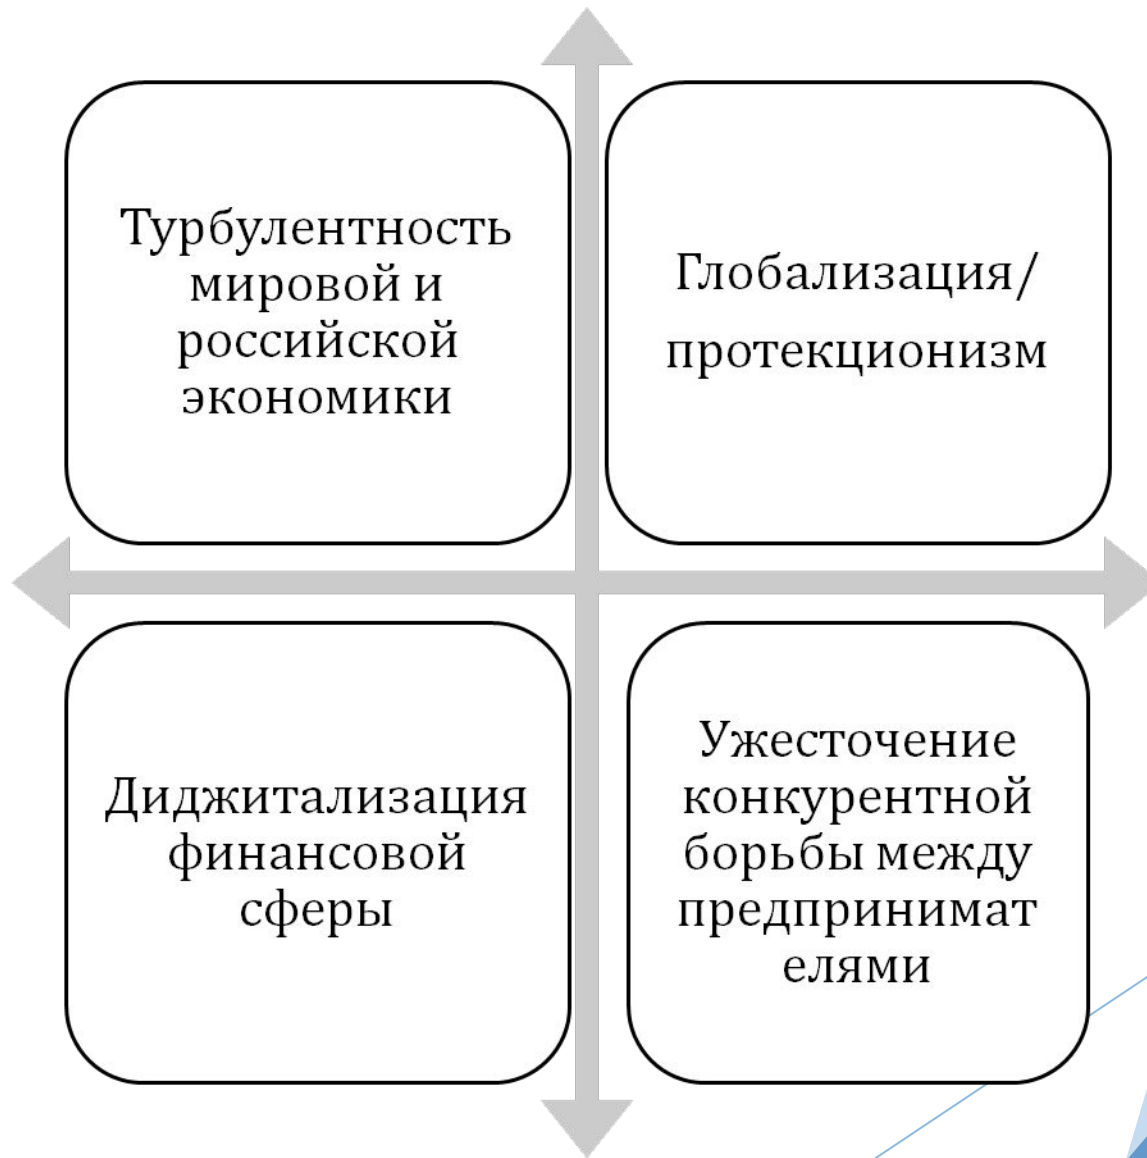 Турбулентность
мировой и
российской
экономики
Глобализация/
протекционизм
Диджитализация
финансовой
сферы
Ужесточение
конкурентной
борьбы между
предпринимат
елями